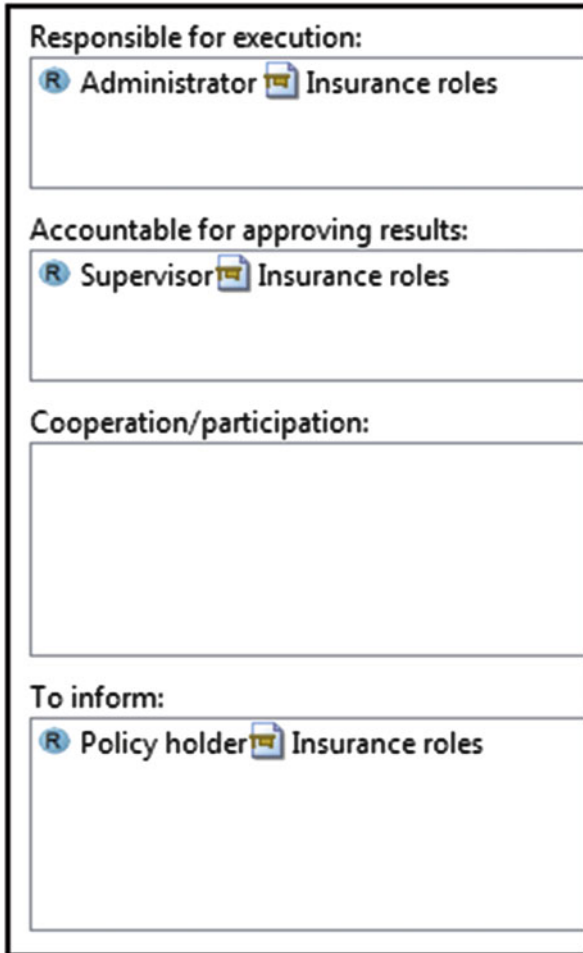 Responsible for execution:
R Administrator Insurance roles
Accountable for approving results:
R Supervisor Insurance roles
Cooperation/participation:
To inform:
R Policy holder Insurance roles